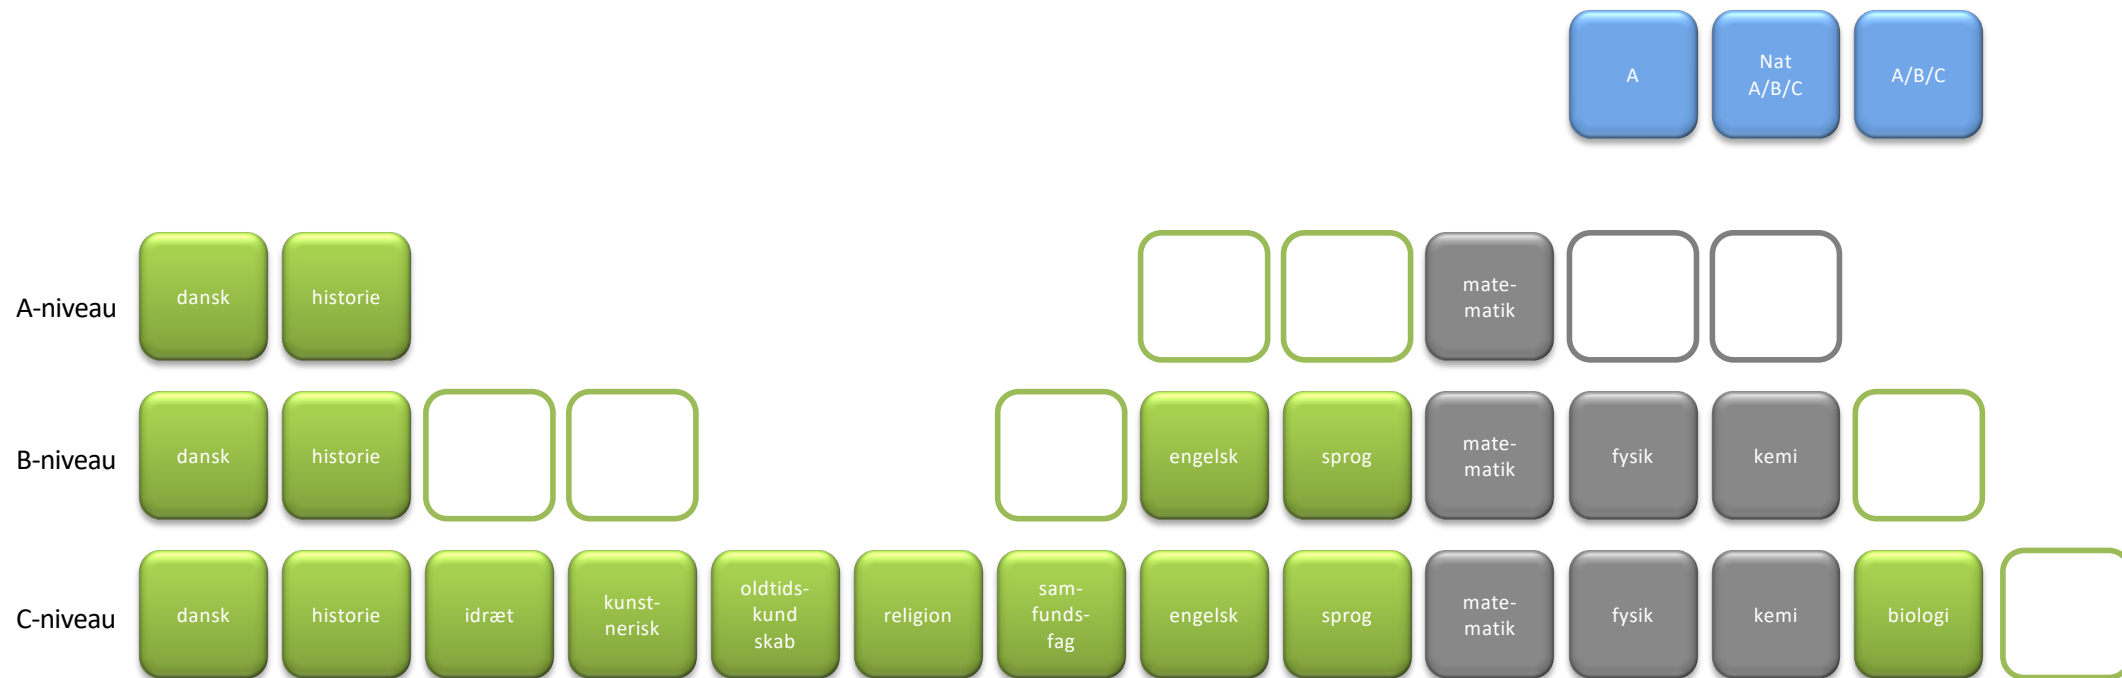 A
Nat
A/B/C
A/B/C
A-niveau
dansk
historie
mate-
matik
B-niveau
dansk
historie
engelsk
sprog
mate-
matik
fysik
kemi
C-niveau
dansk
historie
idræt
kunst-
nerisk
oldtids-
kund
skab
religion
sam-
funds-
fag
engelsk
sprog
mate-
matik
fysik
kemi
biologi